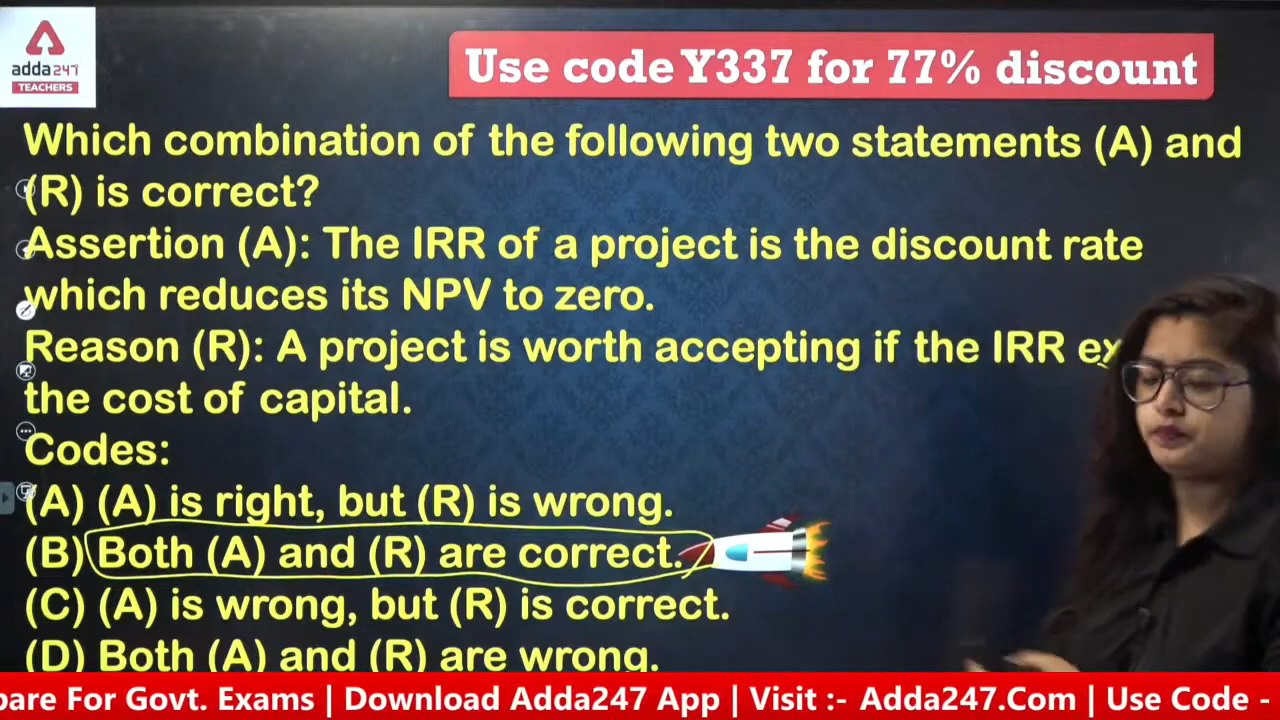 adda247
TEACHERS
Use code Y337 for 77% discount
Which combination of the following two statements (A) and
(R) is correct?
Assertion (A): The IRR of a project is the discount rate
which reduces its NPV to zero.
Reason (R): A project is worth accepting if the IRR
the cost of capital.
Codes:
(A) (A) is right, but (R) is wrong.
(B) Both (A) and (R) are correct.
(C) (A) is wrong, but (R) is correct.
(D) Both (A) and (R) are wrong.
pare For Govt. Exams | Download Adda247 App | Visit :- Adda247.Com | Use Code -